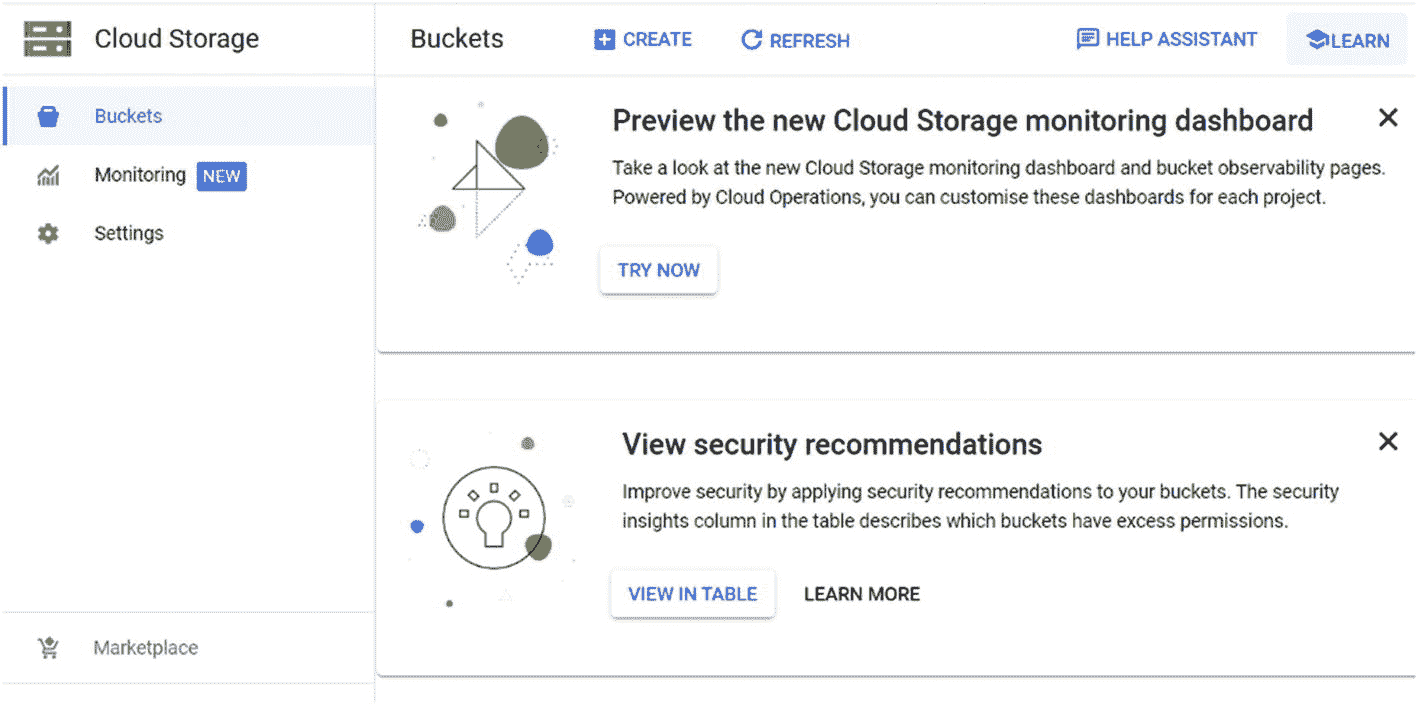 Cloud Storage
Buckets
CREATE
REFRESH
HELP ASSISTANT
LEARN
Buckets
Monitoring NEW
Settings
Marketplace
Preview the new Cloud Storage monitoring dashboard
Take a look at the new Cloud Storage monitoring dashboard and bucket observability pages.
Powered by Cloud Operations, you can customise these dashboards for each project.
TRY NOW
View security recommendations
Improve security by applying security recommendations to your buckets. The security
insights column in the table describes which buckets have excess permissions.
VIEW IN TABLE
LEARN MORE